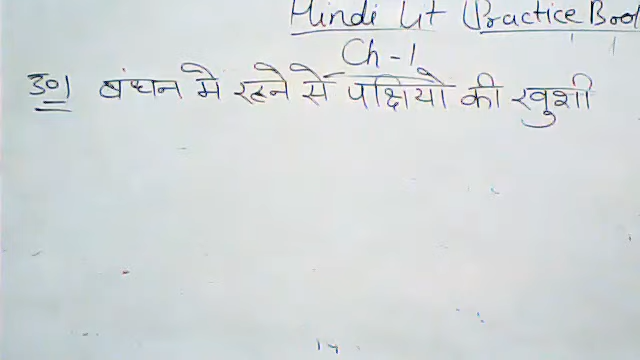 Hindi Lit (Practice Book
Ch-1
उ०1 बंधन मे रहने से पक्षियो की खुशी